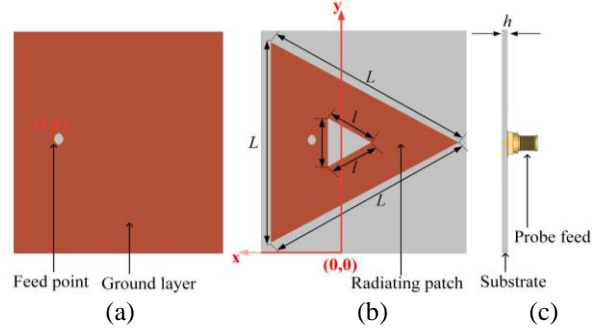 y
h
L
l
L
l
L
x
(0,0)
Probe feed
Feed point
Ground layer
Radiating patch
Substrate
(a)
(b)
(c)